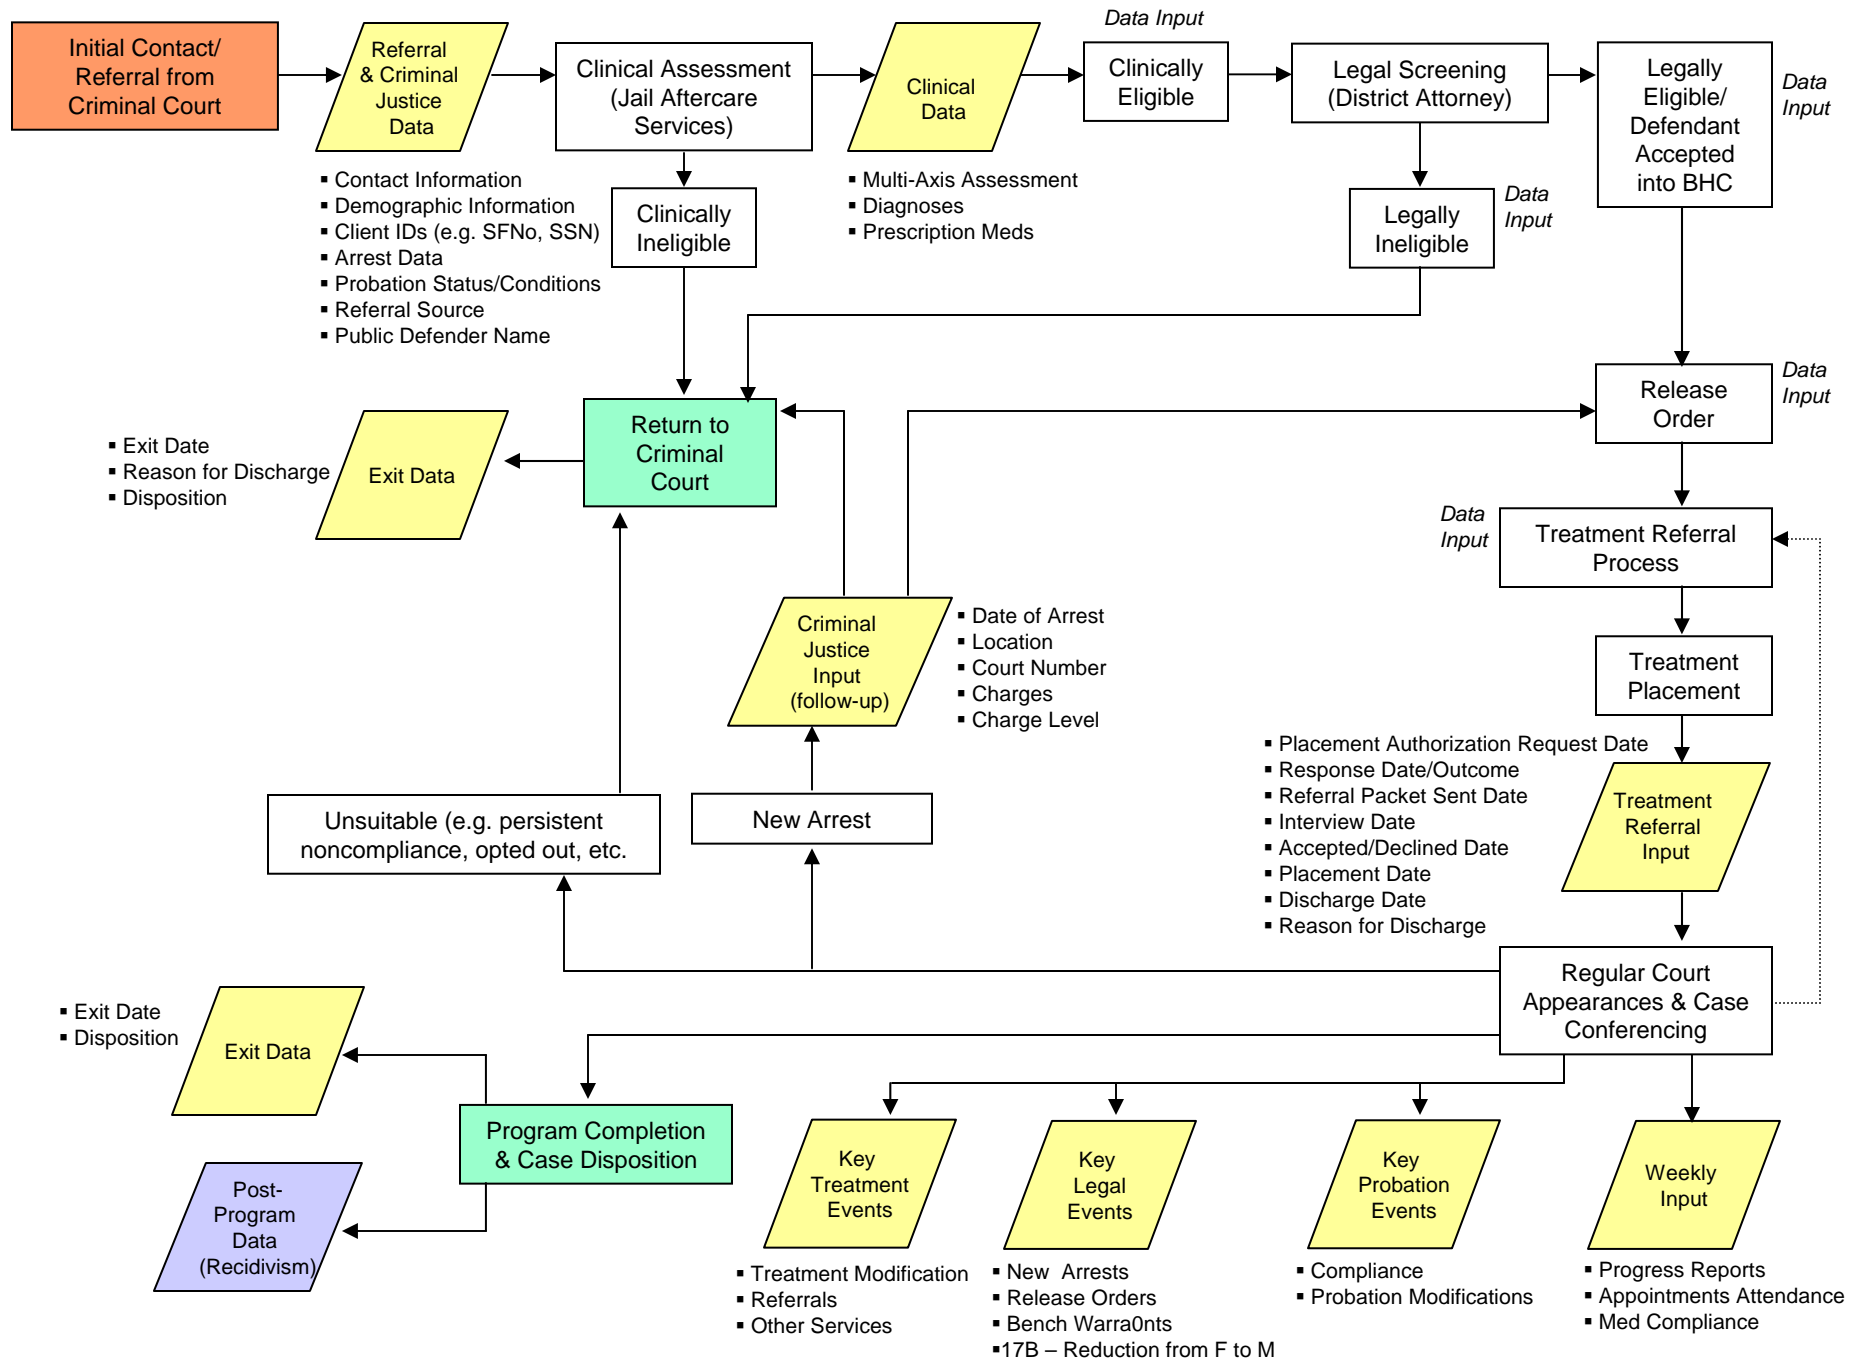 Initial Contact/
Referral from
Criminal Court
Referral
& Criminal
Justice
Data
Clinical Assessment
(Jail Aftercare
Services)
Clinical
Data
Data Input
Clinically
Eligible
Legal Screening
(District Attorney)
Legally
Eligible/
Defendant
Accepted
into BHC
Data
Input
▪ Contact Information
▪ Demographic Information
▪ Client IDs (e.g. SFNo, SSN)
▪ Arrest Data
▪ Probation Status/Conditions
▪ Referral Source
▪ Public Defender Name
Clinically
Ineligible
▪ Multi-Axis Assessment
▪ Diagnoses
▪ Prescription Meds
Legally
Ineligible
Data
Input
Release
Order
Data
Input
▪ Exit Date
▪ Reason for Discharge
▪ Disposition
Exit Data
Return to
Criminal
Court
Data
Input
Treatment Referral
Process
Criminal
Justice
Input
(follow-up)
▪ Date of Arrest
▪ Location
▪ Court Number
▪ Charges
▪ Charge Level
Treatment
Placement
▪ Placement Authorization Request Date
▪ Response Date/Outcome
▪ Referral Packet Sent Date
▪ Interview Date
▪ Accepted/Declined Date
▪ Placement Date
▪ Discharge Date
▪ Reason for Discharge
Treatment
Referral
Input
Unsuitable (e.g. persistent
noncompliance, opted out, etc.
New Arrest
Regular Court
Appearances & Case
Conferencing
▪ Exit Date
▪ Disposition
Exit Data
Program Completion
& Case Disposition
Post-
Program
Data
(Recidivism)
Key
Treatment
Events
Key
Legal
Events
Key
Probation
Events
Weekly
Input
▪ Treatment Modification
▪ Referrals
▪ Other Services
▪ New Arrests
▪ Release Orders
▪ Bench Warra0nts
▪17B – Reduction from F to M
▪ Compliance
▪ Probation Modifications
▪ Progress Reports
▪ Appointments Attendance
▪ Med Compliance